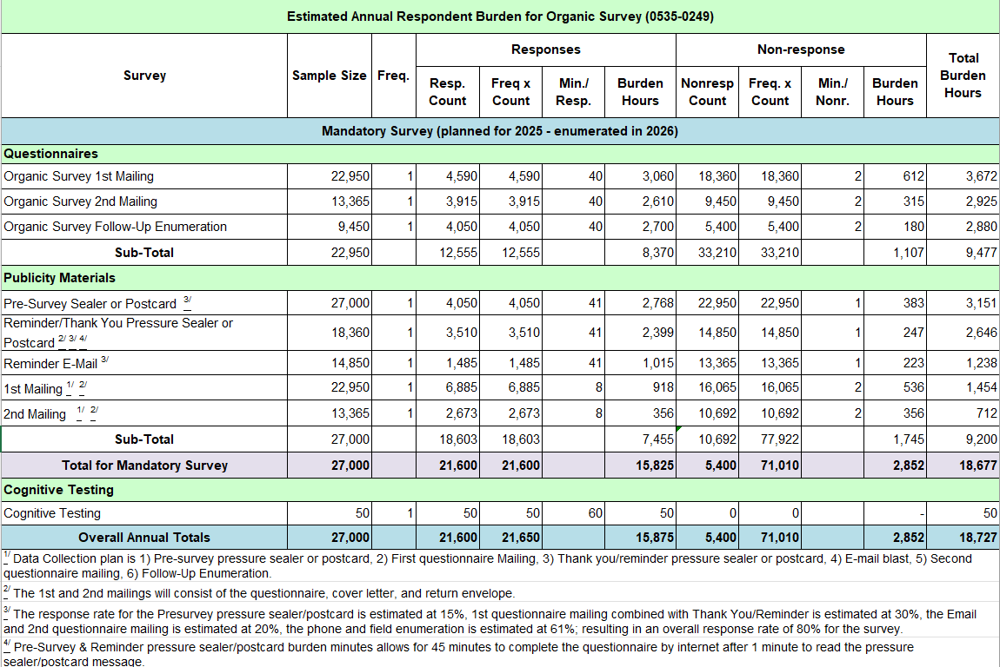 Estimated Annual Respondent Burden for Organic Survey (0535-0249)
Survey Sample Size Freq. Responses Non-response Total Burden Hours
Resp. Count Freq x Count Min./ Resp. Burden Hours Nonresp Count Freq. x Count Min./ Nonr. Burden Hours
Mandatory Survey (planned for 2025 - enumerated in 2026)
Questionnaires
Organic Survey 1st Mailing 22,950 1 4,590 4,590 40 3,060 18,360 18,360 2 612 3,672
Organic Survey 2nd Mailing 13,365 1 3,915 3,915 40 2,610 9,450 9,450 2 315 2,925
Organic Survey Follow-Up Enumeration 9,450 1 4,050 4,050 40 2,700 5,400 5,400 2 180 2,880
Sub-Total 22,950 12,555 12,555 8,370 33,210 33,210 1,107 9,477
Publicity Materials
Pre-Survey Sealer or Postcard 3/ 27,000 1 4,050 4,050 41 2,768 22,950 22,950 1 383 3,151
Reminder/Thank You Pressure Sealer or
Postcard 2/ 3/ 4/ 18,360 1 3,510 3,510 41 2,399 14,850 14,850 1 247 2,646
Reminder E-Mail 3/ 14,850 1 1,485 1,485 41 1,015 13,365 13,365 1 223 1,238
1st Mailing 1/ 2/ 22,950 1 6,885 6,885 8 918 16,065 16,065 2 536 1,454
2nd Mailing 1/ 2/ 13,365 1 2,673 2,673 8 356 10,692 10,692 2 356 712
Sub-Total 27,000 18,603 18,603 7,455 10,692 77,922 1,745 9,200
Total for Mandatory Survey 27,000 21,600 21,600 15,825 5,400 71,010 2,852 18,677
Cognitive Testing
Cognitive Testing 50 1 50 50 60 50 0 0 - 50
Overall Annual Totals 27,000 21,600 21,650 15,875 5,400 71,010 2,852 18,727
1/ Data Collection plan is 1) Pre-survey pressure sealer or postcard, 2) First questionnaire Mailing, 3) Thank you/reminder pressure sealer or postcard, 4) E-mail blast, 5) Second
questionnaire mailing, 6) Follow-Up Enumeration.
2/ The 1st and 2nd mailings will consist of the questionnaire, cover letter, and return envelope.
3/ The response rate for the Presurvey pressure sealer/postcard is estimated at 15%, 1st questionnaire mailing combined with Thank You/Reminder is estimated at 30%, the Email
and 2nd questionnaire mailing is estimated at 20%, the phone and field enumeration is estimated at 61%; resulting in an overall response rate of 80% for the survey.
4/ Pre-Survey & Reminder pressure sealer/postcard burden minutes allows for 45 minutes to complete the questionnaire by internet after 1 minute to read the pressure
sealer/postcard message.